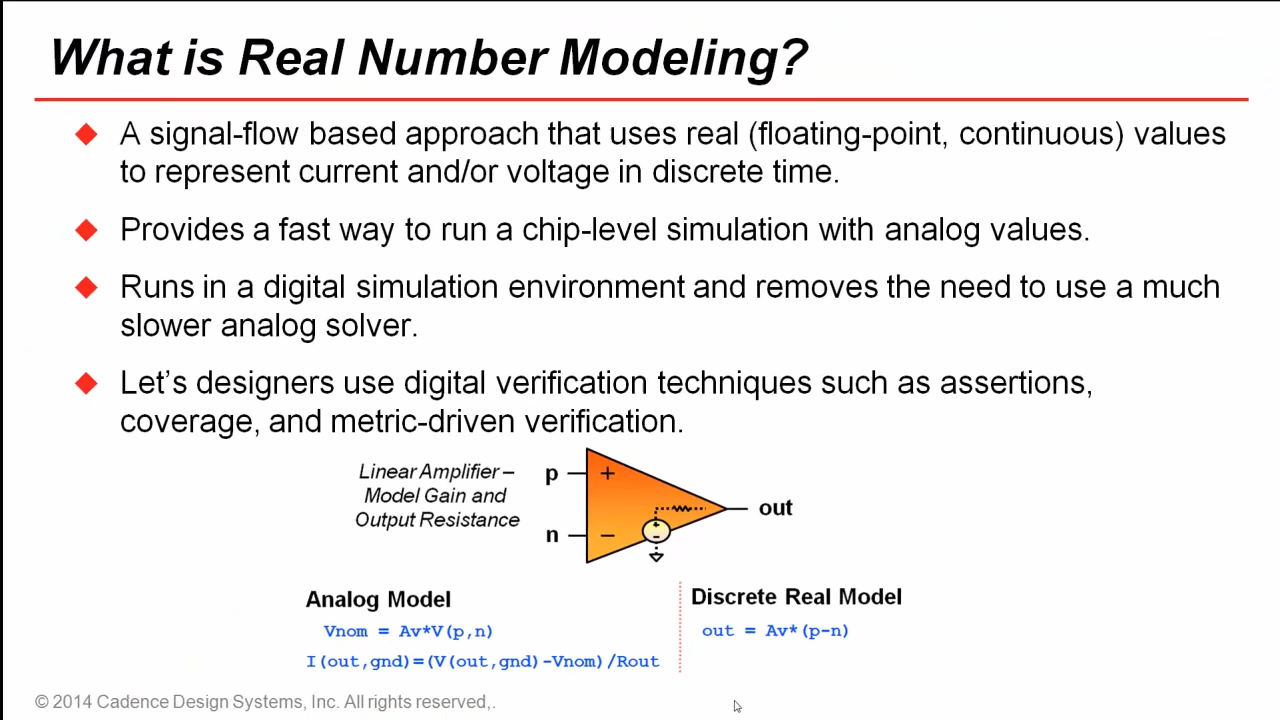 What is Real Number Modeling?
A signal-flow based approach that uses real (floating-point, continuous) values
to represent current and/or voltage in discrete time.
Provides a fast way to run a chip-level simulation with analog values.
Runs in a digital simulation environment and removes the need to use a much
slower analog solver.
Let’s designers use digital verification techniques such as assertions,
coverage, and metric-driven verification.
Linear Amplifier –
Model Gain and
Output Resistance
p
+
n
−
+
-
out
Analog Model
Vnom = Av*V(p,n)
I(out,gnd)=(V(out,gnd)-Vnom)/Rout
Discrete Real Model
out = Av*(p-n)
© 2014 Cadence Design Systems, Inc. All rights reserved,.